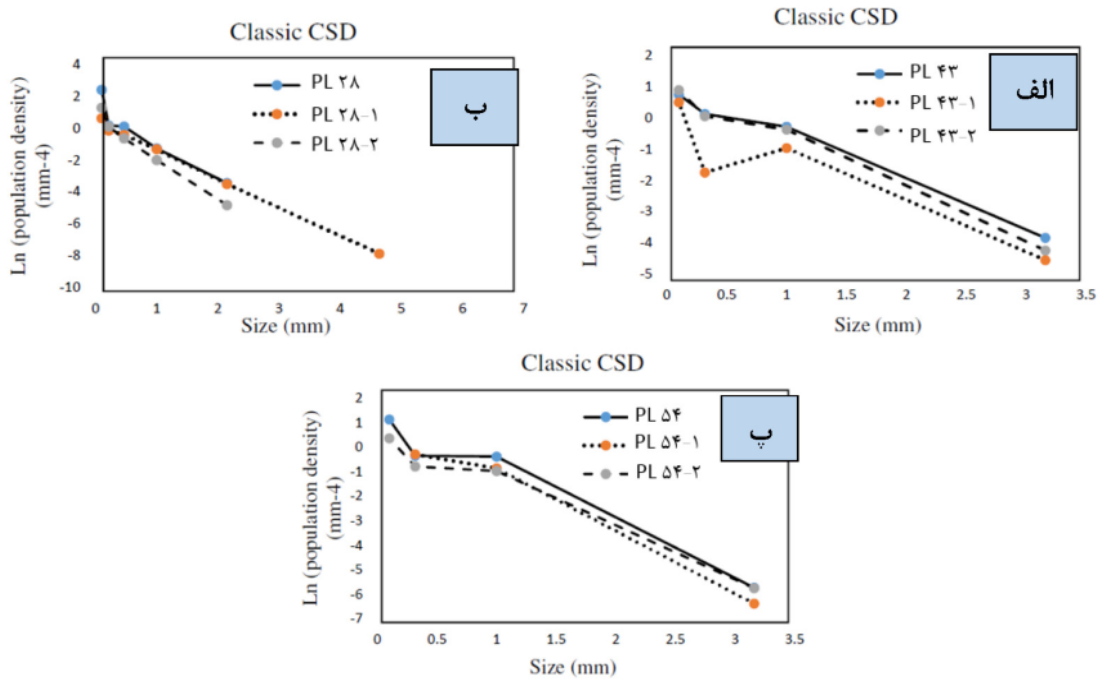 Classic CSD
Ln (population density)
(mm-4)
4
2
0
-2
-4
-6
-8
-10
PL ۲۸
PL ۲۸-۱
PL ۲۸-۲
ب
0 1 2 3 4 5 6 7
Size (mm)
Classic CSD
Ln (population density)
(mm-4)
2
1
0
-1
-2
-3
-4
-5
PL ۴۳
PL ۴۳-۱
PL ۴۳-۲
الف
0 0.5 1 1.5 2 2.5 3 3.5
Size (mm)
Classic CSD
Ln (population density)
(mm-4)
2
1
0
-1
-2
-3
-4
-5
-6
-7
PL ۵۴
PL ۵۴-۱
PL ۵۴-۲
پ
0 0.5 1 1.5 2 2.5 3 3.5
Size (mm)